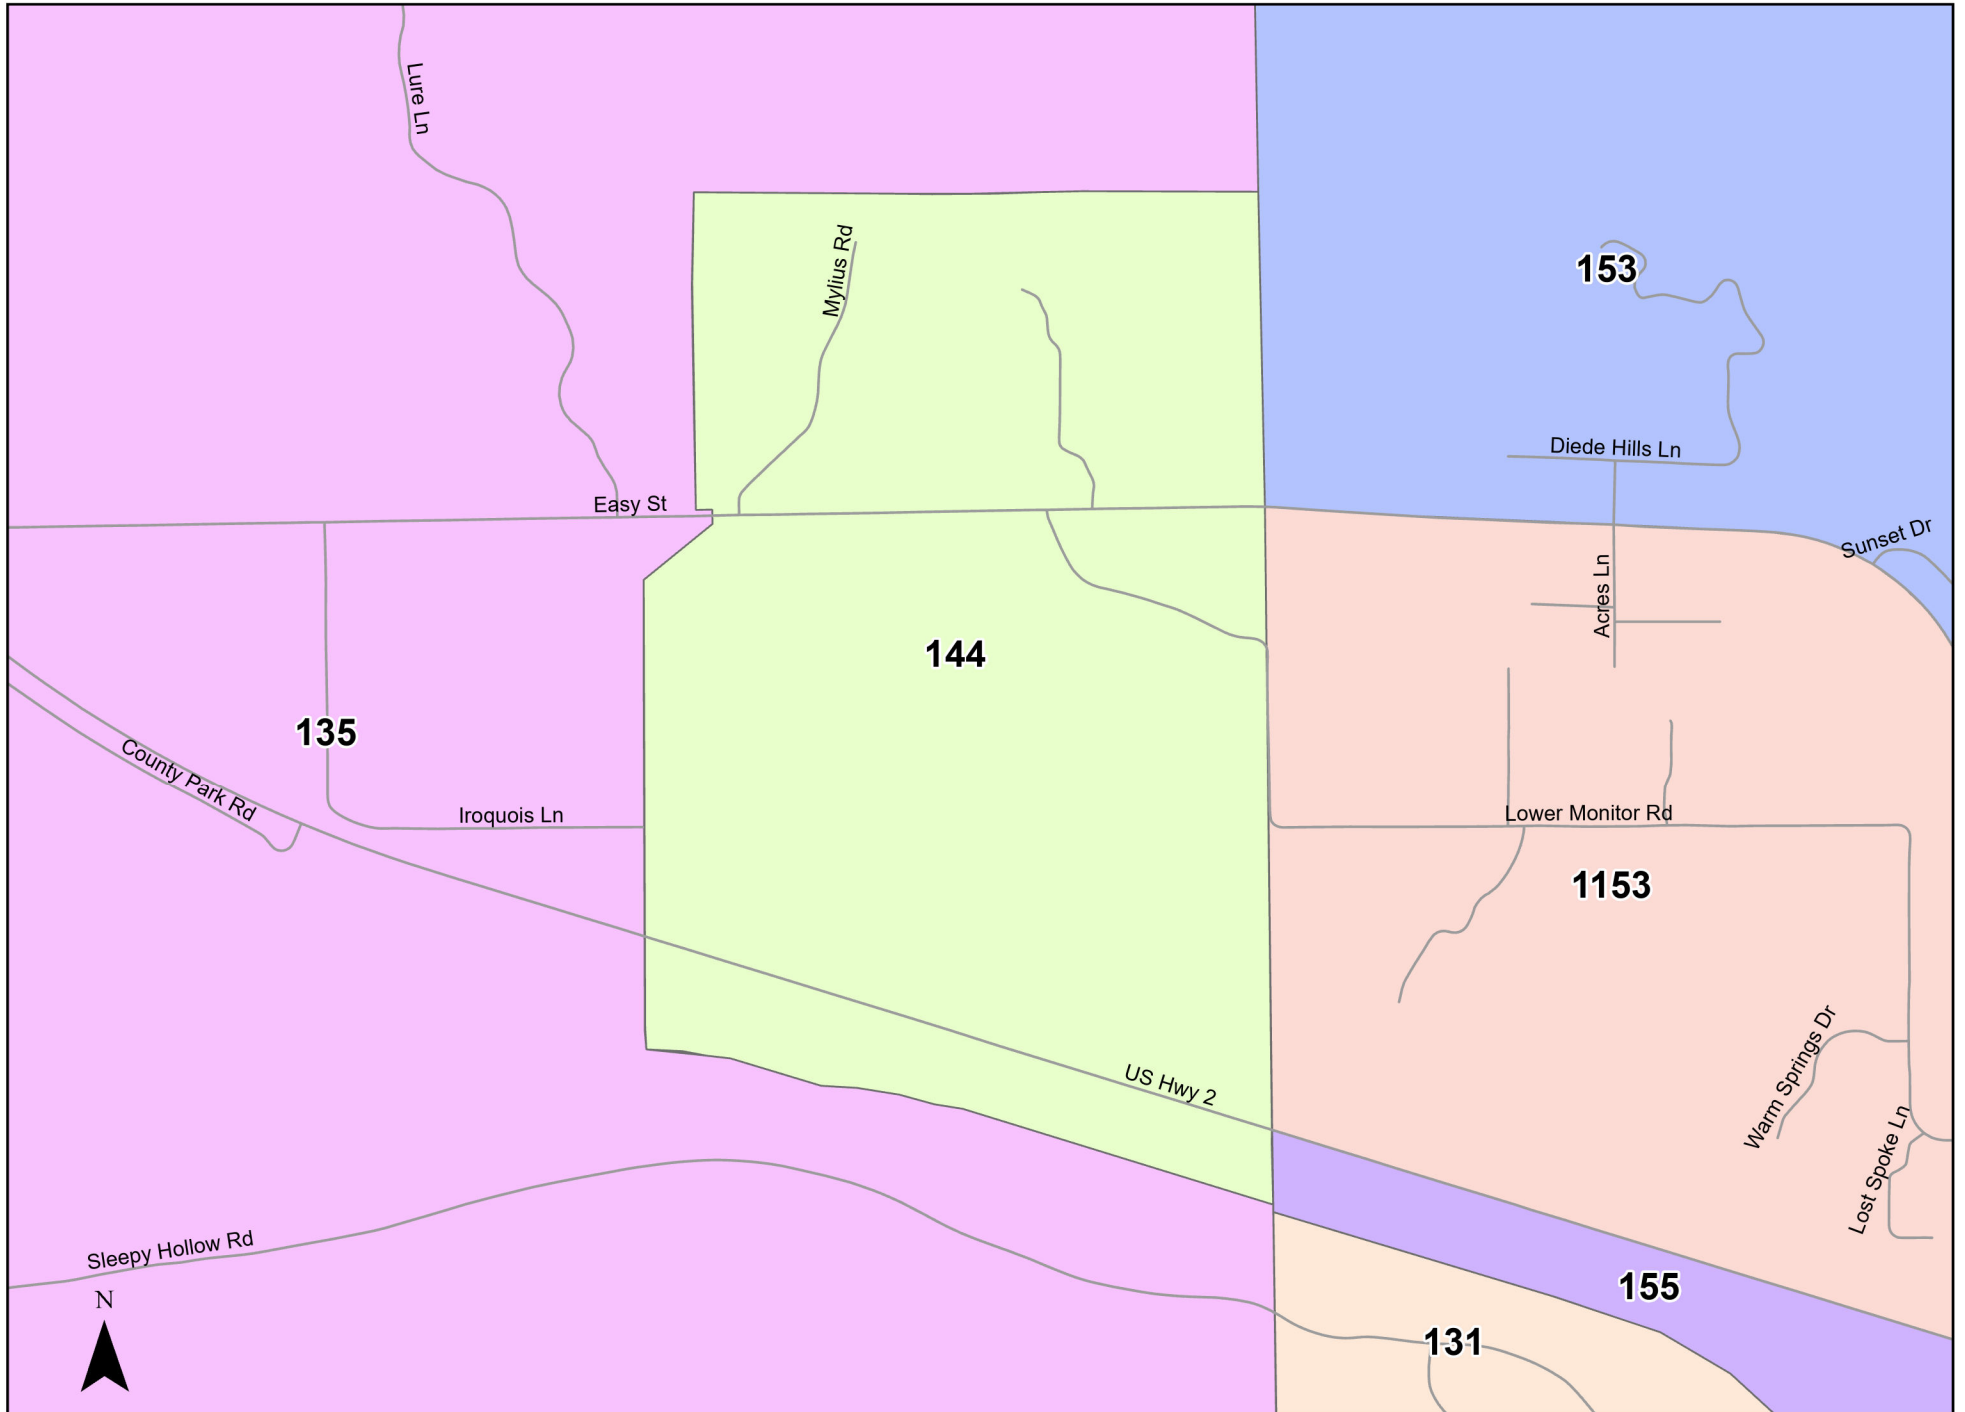 Lure Ln
Mylius Rd
153
Diede Hills Ln
Easy St
Sunset Dr
Acres Ln
144
135
County Park Rd
Iroquois Ln
Lower Monitor Rd
1153
US Hwy 2
Warm Springs Dr
Lost Spoke Ln
Sleepy Hollow Rd
155
N
131